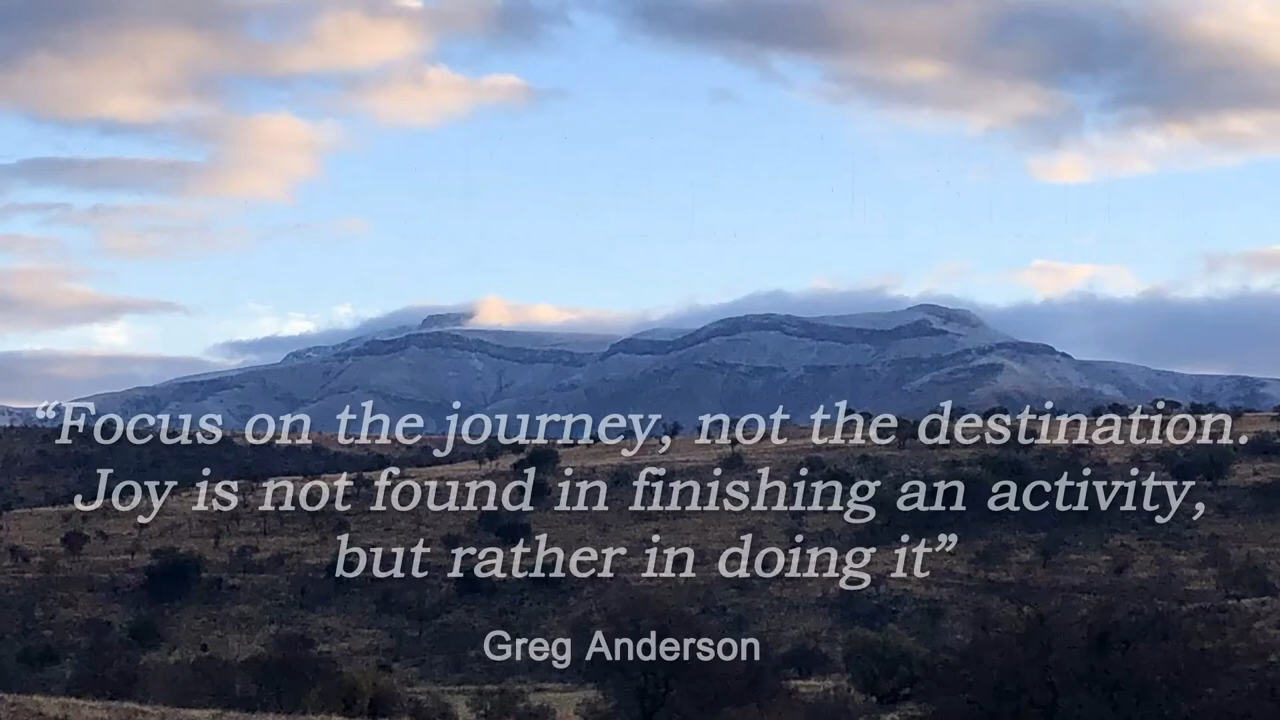 “Focus on the journey, not the destination.
Joy is not found in finishing an activity,
but rather in doing it”
Greg Anderson